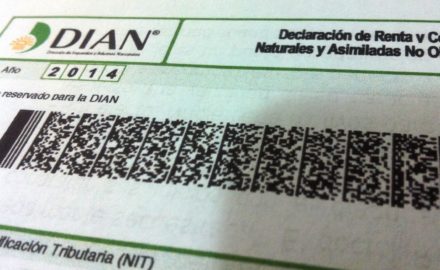 DIAN®
Dirección de Impuestos y Aduanas Nacionales
Declaración de Renta y Co
Naturales y Asimiladas No O
Año 2014
reservado para la DIAN
ificación Tributaria (NIT)